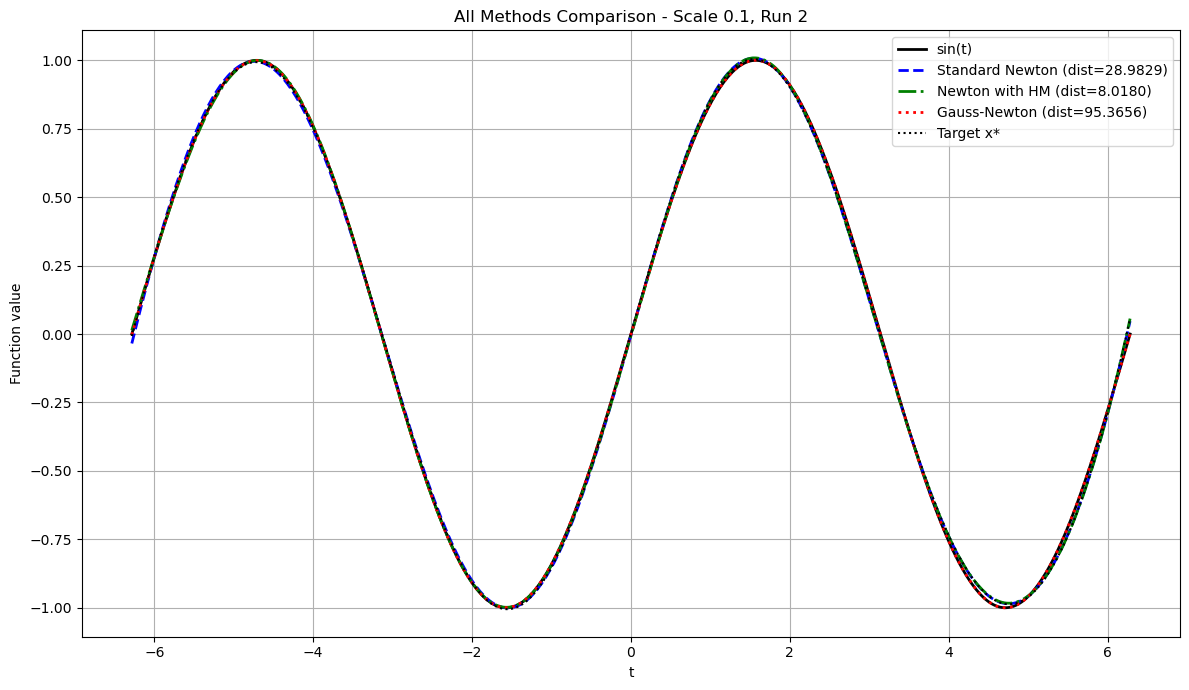 All Methods Comparison - Scale 0.1, Run 2
sin(t)
Standard Newton (dist=28.9829)
Newton with HM (dist=8.0180)
Gauss-Newton (dist=95.3656)
Target x*
Function value
1.00
0.75
0.50
0.25
0.00
−0.25
−0.50
−0.75
−1.00
−6
−4
−2
0
2
4
6
t